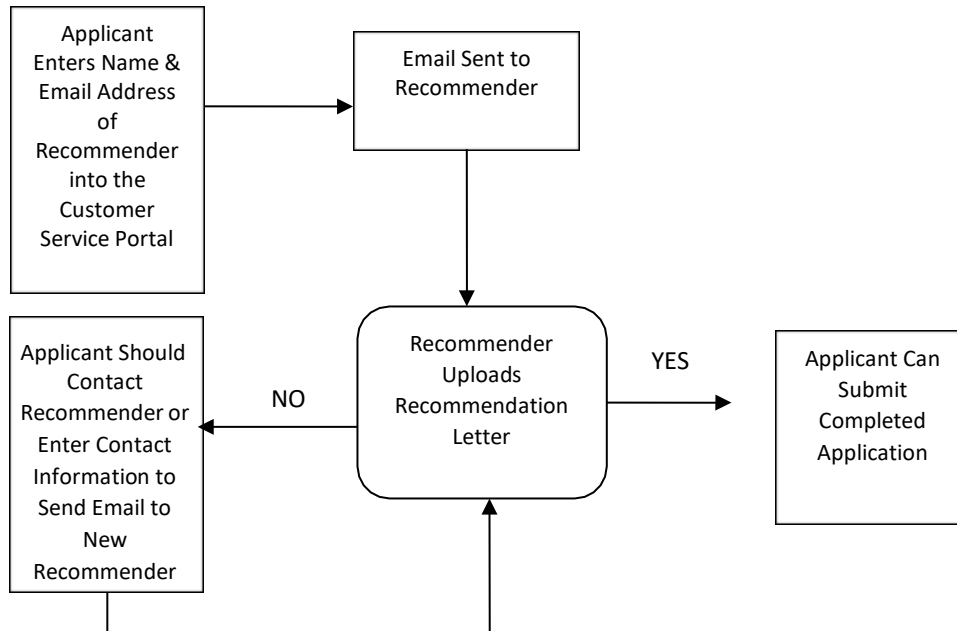 Applicant
Enters Name &
Email Address
of
Recommender
into the
Customer
Service Portal
Email Sent to
Recommender
Recommender
Uploads
Recommendation
Letter
YES
Applicant Can
Submit
Completed
Application
NO
Applicant Should
Contact
Recommender or
Enter Contact
Information to
Send Email to
New
Recommender